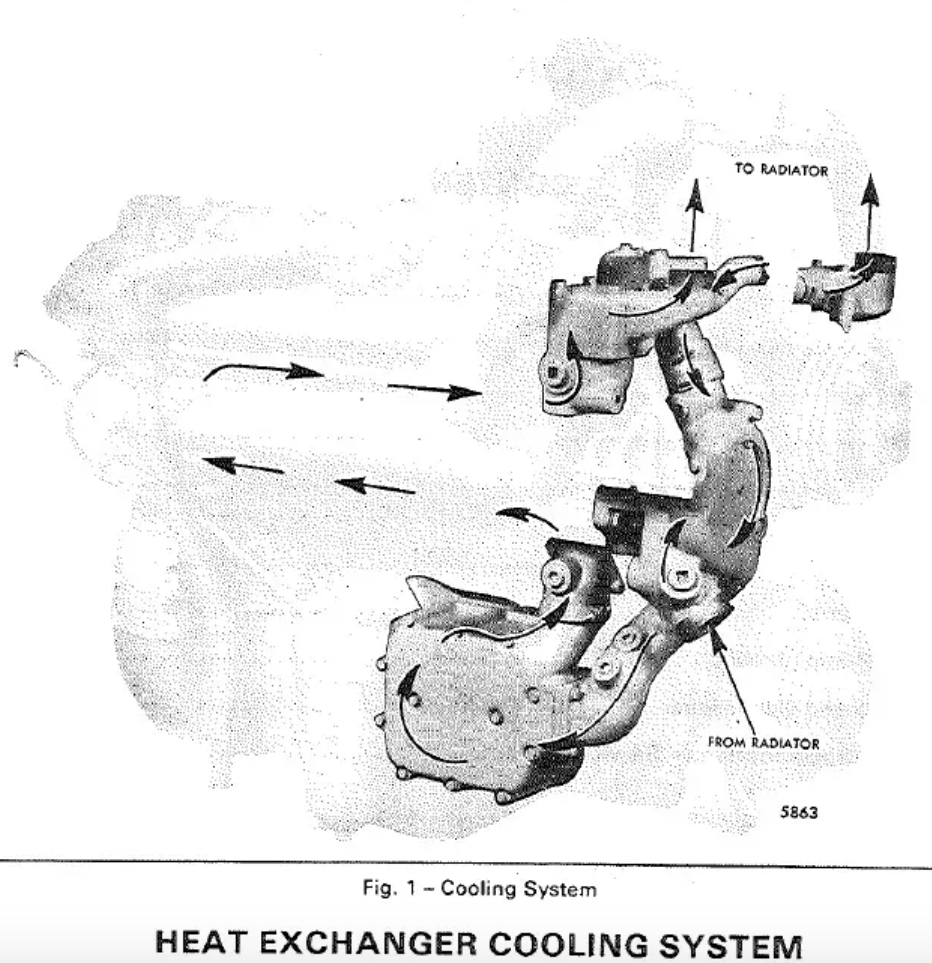 TO RADIATOR
FROM RADIATOR
5863
Fig. 1 – Cooling System
HEAT EXCHANGER COOLING SYSTEM